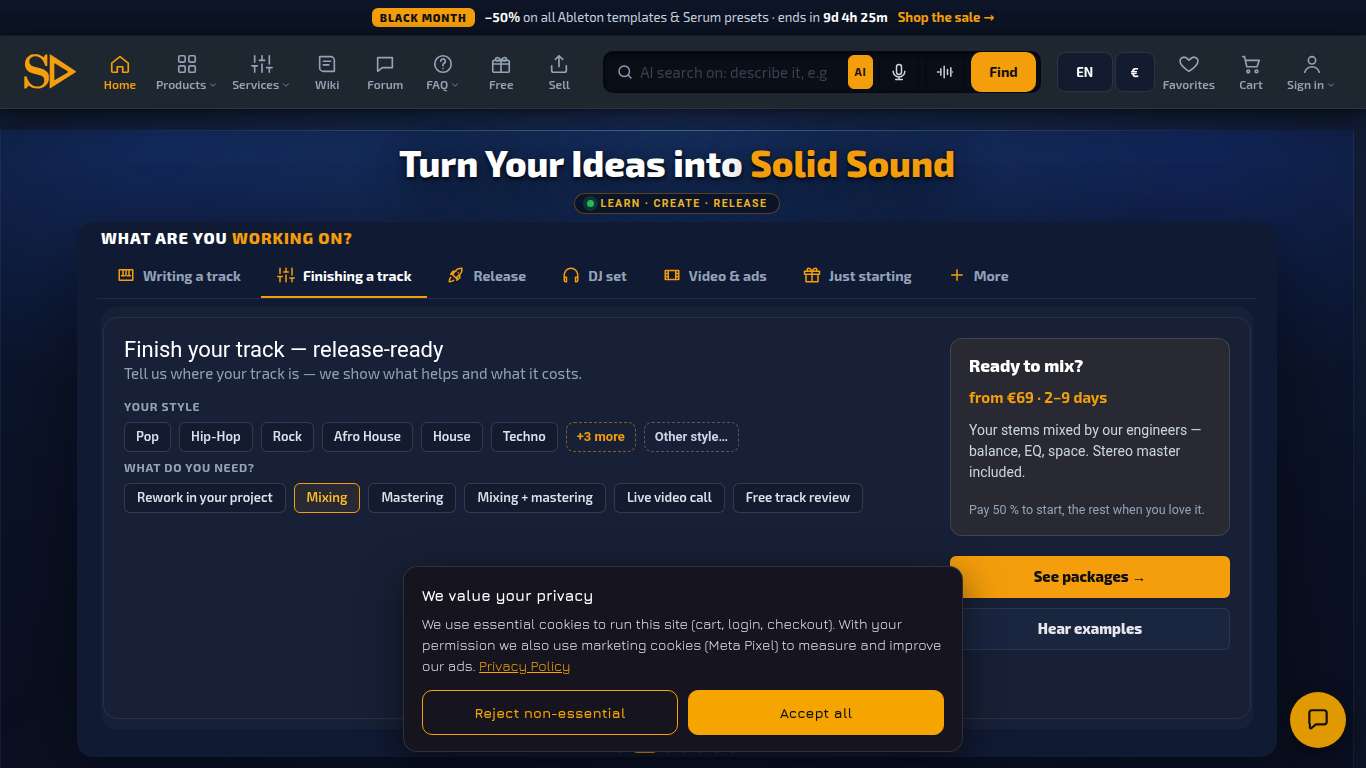 BLACK MONTH −50% on all Ableton templates & Serum presets · ends in 9d 4h 25m Shop the sale →
SD
Home Products Services Wiki Forum FAQ Free Sell AI search on: describe it, e.g AI Find EN € Favorites Cart Sign in
Turn Your Ideas into Solid Sound
LEARN · CREATE · RELEASE
WHAT ARE YOU WORKING ON?
Writing a track Finishing a track Release DJ set Video & ads Just starting More
Finish your track — release-ready
Tell us where your track is — we show what helps and what it costs.
YOUR STYLE
Pop Hip-Hop Rock Afro House House Techno +3 more Other style…
WHAT DO YOU NEED?
Rework in your project Mixing Mastering Mixing + mastering Live video call Free track review
Ready to mix?
from €69 · 2–9 days
Your stems mixed by our engineers —
balance, EQ, space. Stereo master
included.
Pay 50 % to start, the rest when you love it.
See packages →
Hear examples
We value your privacy
We use essential cookies to run this site (cart, login, checkout). With your
permission we also use marketing cookies (Meta Pixel) to measure and improve
our ads. Privacy Policy
Reject non-essential Accept all